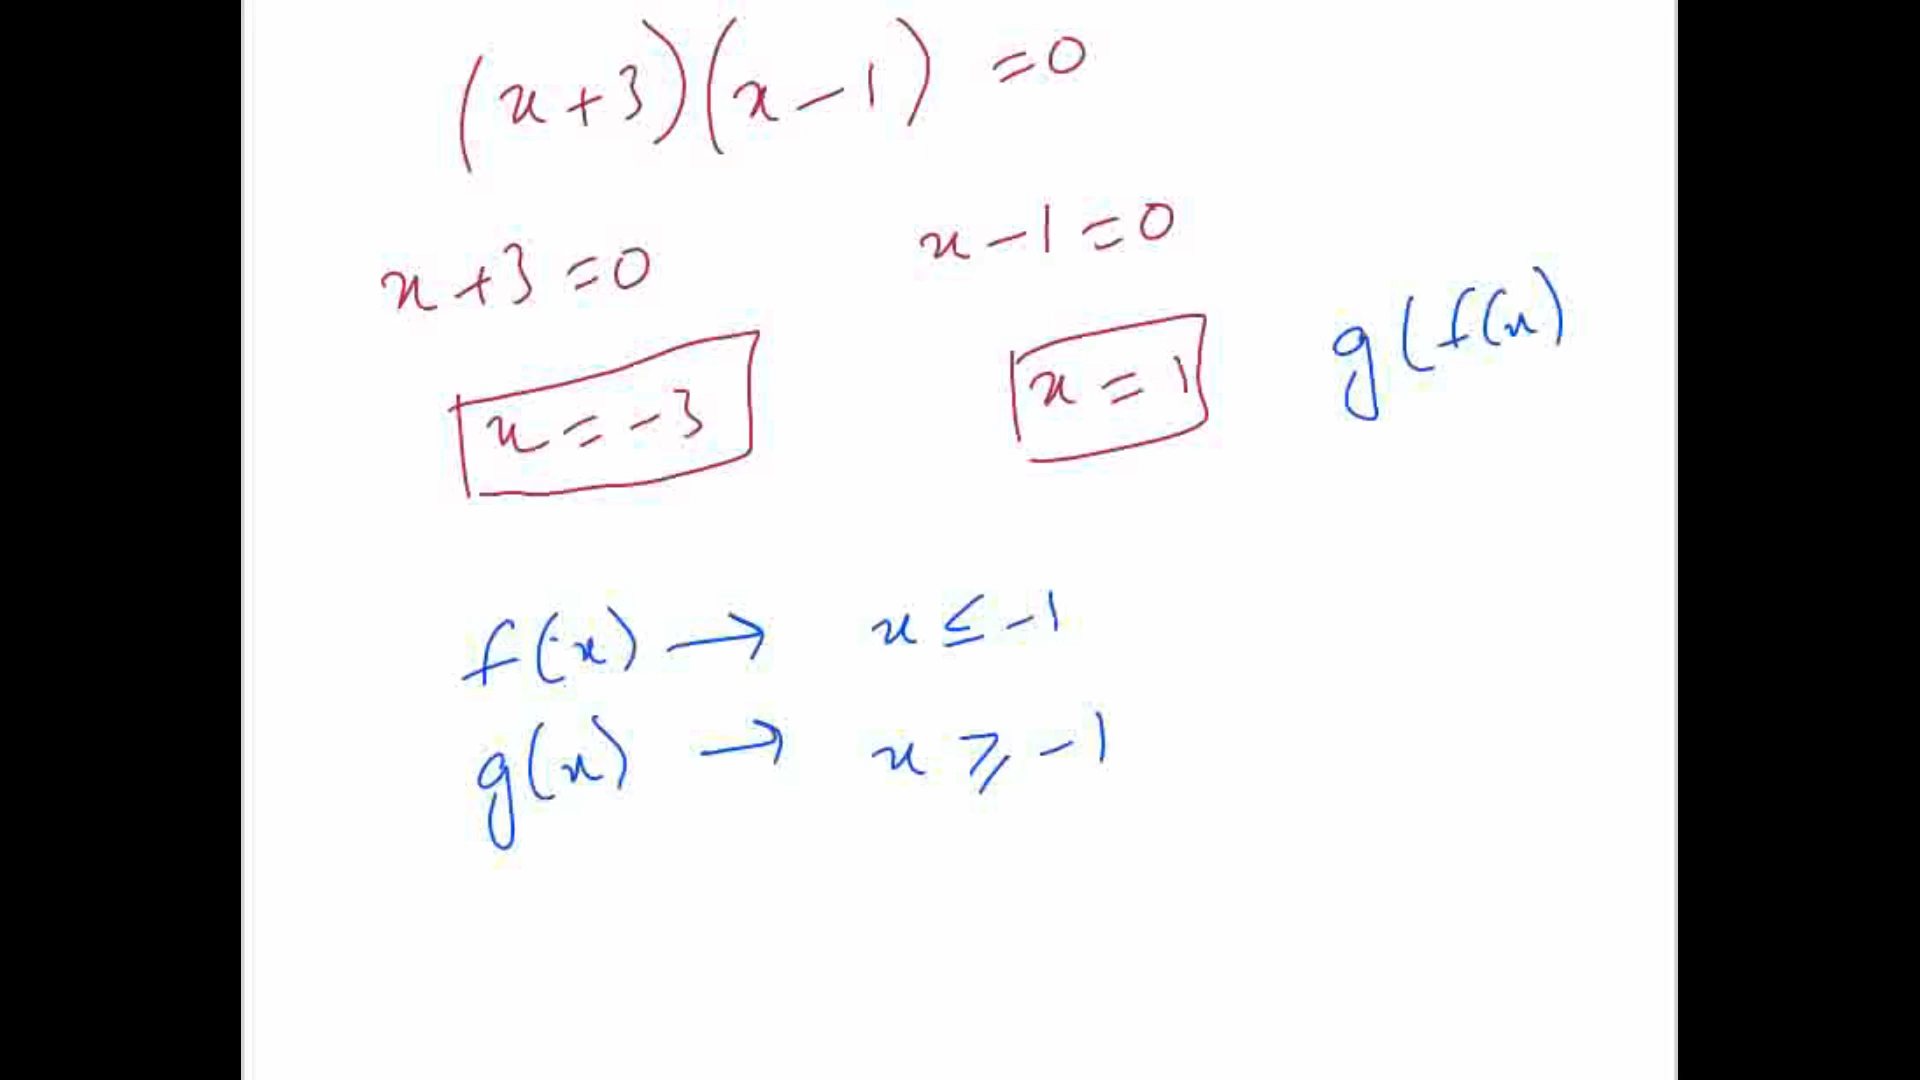 (x+3)(x-1) =0
x+3=0
x-1=0
g(f(x)
x=-3
x=1
f(x) → x ≤ -1
g(x) → x ⩾ -1